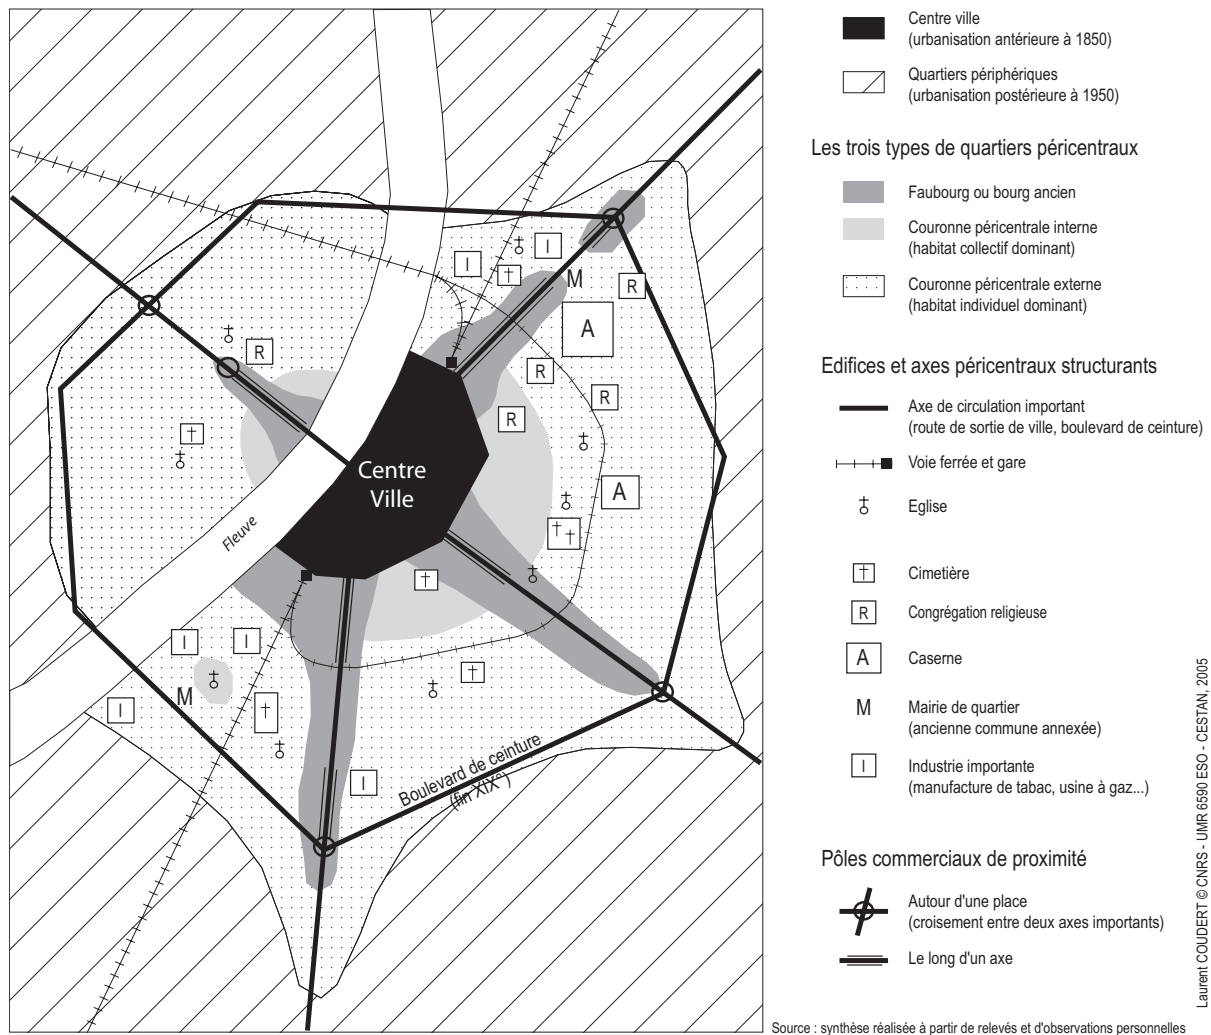 Centre ville
(urbanisation antérieure à 1850)
Quartiers périphériques
(urbanisation postérieure à 1950)
Les trois types de quartiers péricentraux
Faubourg ou bourg ancien
Couronne péricentrale interne
(habitat collectif dominant)
Couronne péricentrale externe
(habitat individuel dominant)
Edifices et axes péricentraux structurants
Axe de circulation important
(route de sortie de ville, boulevard de ceinture)
Voie ferrée et gare
Eglise
Cimetière
R
Congrégation religieuse
A
Caserne
M
Mairie de quartier
(ancienne commune annexée)
I
Industrie importante
(manufacture de tabac, usine à gaz...)
Pôles commerciaux de proximité
Autour d'une place
(croisement entre deux axes importants)
Le long d'un axe
Laurent COUDERT © CNRS - UMR 6590 ESO - CESTAN, 2005
Source : synthèse réalisée à partir de relevés et d'observations personnelles
I
I
M
R
A
R
R
R
R
Centre
Ville
A
Fleuve
I
I
M
I
I
Boulevard de ceinture
(fin XIX°)